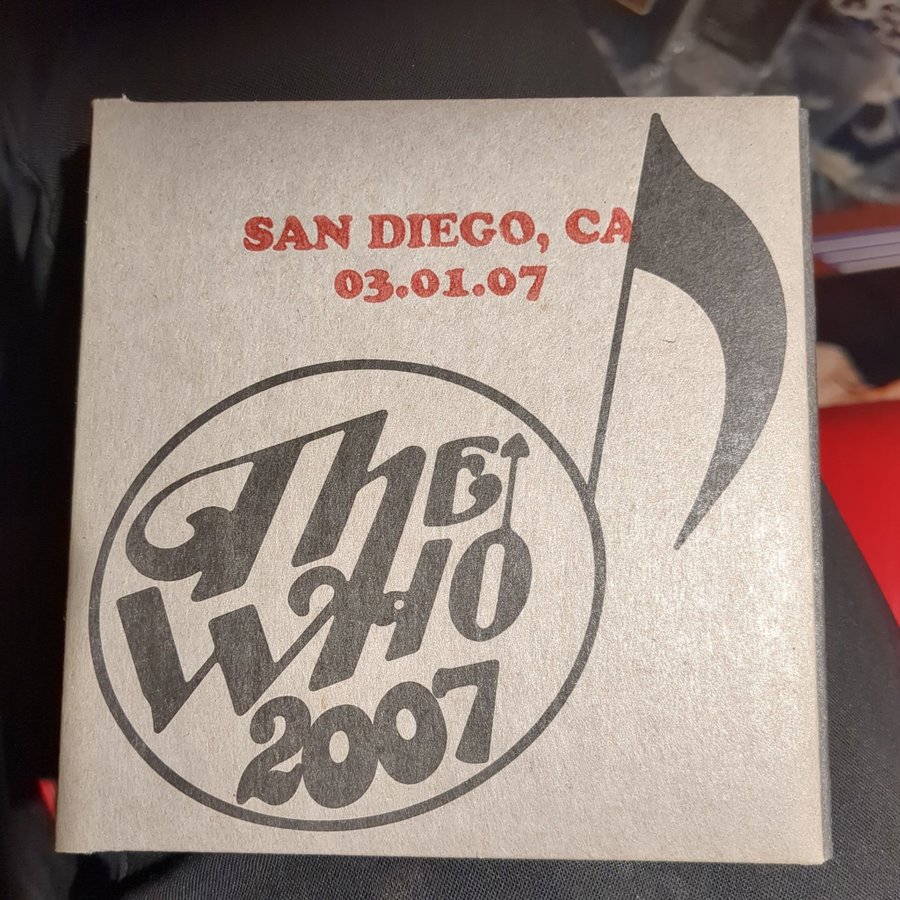 SAN DIEGO, CA
03.01.07
The
WHO
2007